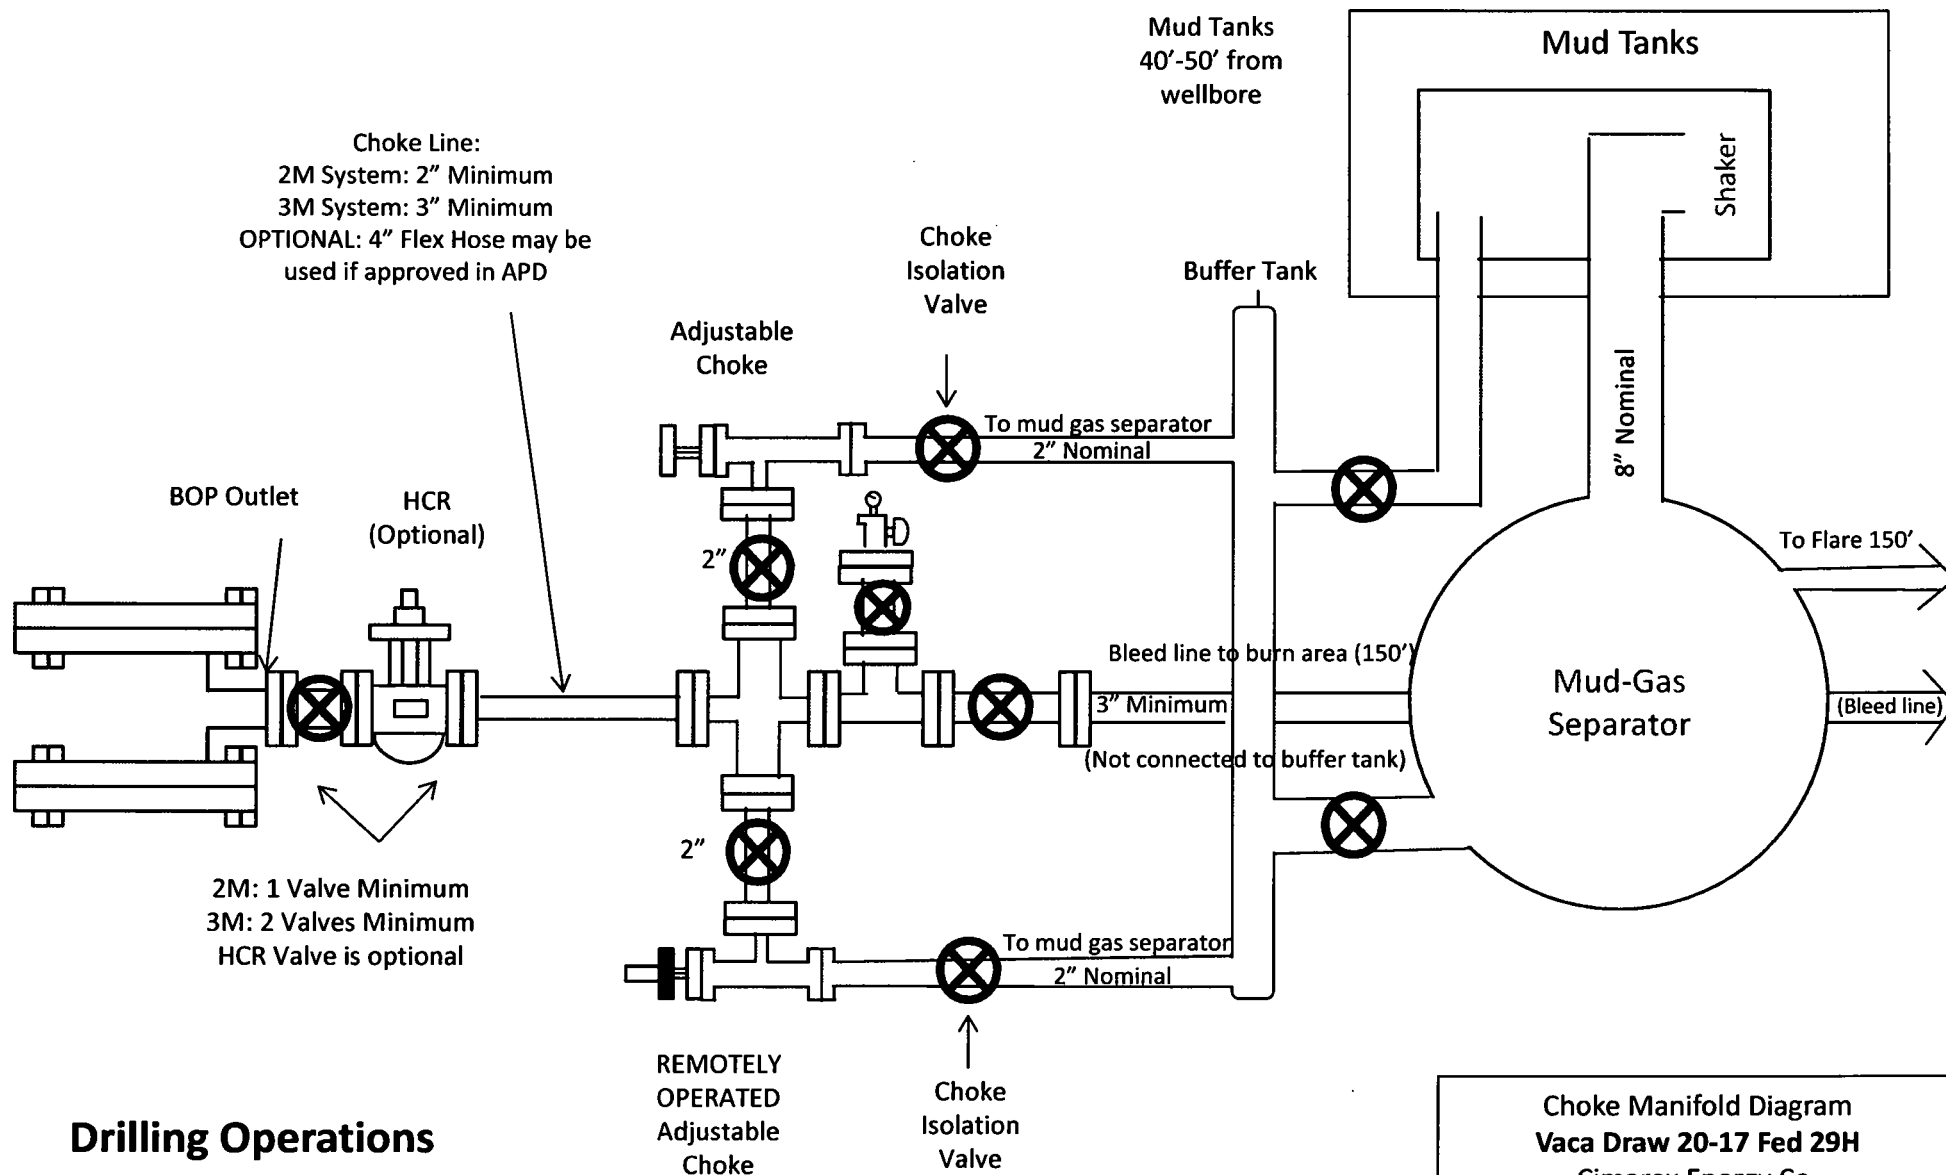 Mud Tanks
40'-50' from
wellbore
Mud Tanks
Shaker
Choke Line:
2M System: 2" Minimum
3M System: 3" Minimum
OPTIONAL: 4" Flex Hose may be
used if approved in APD
Choke
Isolation
Valve
Buffer Tank
Adjustable
Choke
8" Nominal
To mud gas separator
2" Nominal
BOP Outlet
HCR
(Optional)
2"
To Flare 150'
Bleed line to burn area (150')
3" Minimum
(Not connected to buffer tank)
Mud-Gas
Separator
(Bleed line)
2"
2M: 1 Valve Minimum
3M: 2 Valves Minimum
HCR Valve is optional
To mud gas separator
2" Nominal
REMOTELY
OPERATED
Adjustable
Choke
Choke
Isolation
Valve
Drilling Operations
Choke Manifold Diagram
Vaca Draw 20-17 Fed 29H
Cimarex Energy Co